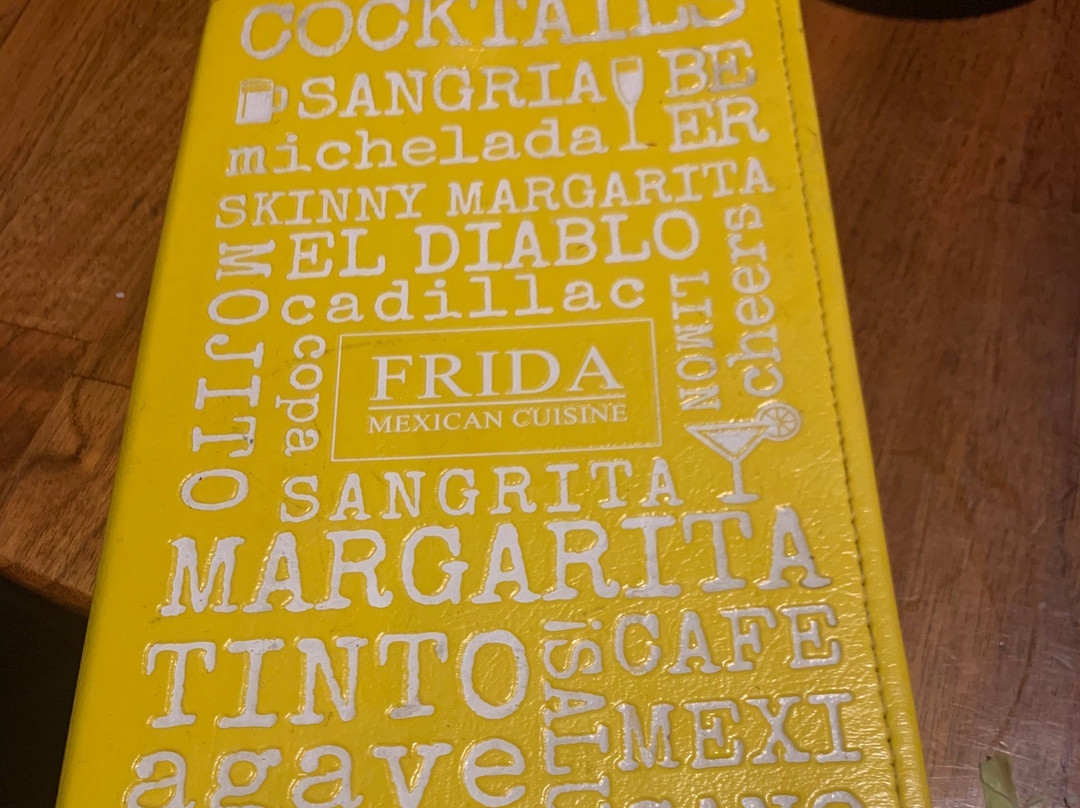 COCKTAILS
SANGRIA
BE
ER
michelada
SKINNY MARGARITA
MOJITO
EL DIABLO
cadillac
copa
FRIDA
MEXICAN CUISINE
LIMON
cheers
SANGRITA
MARGARITA
TINTO
¡SALU
CAFE
MEXI
agave